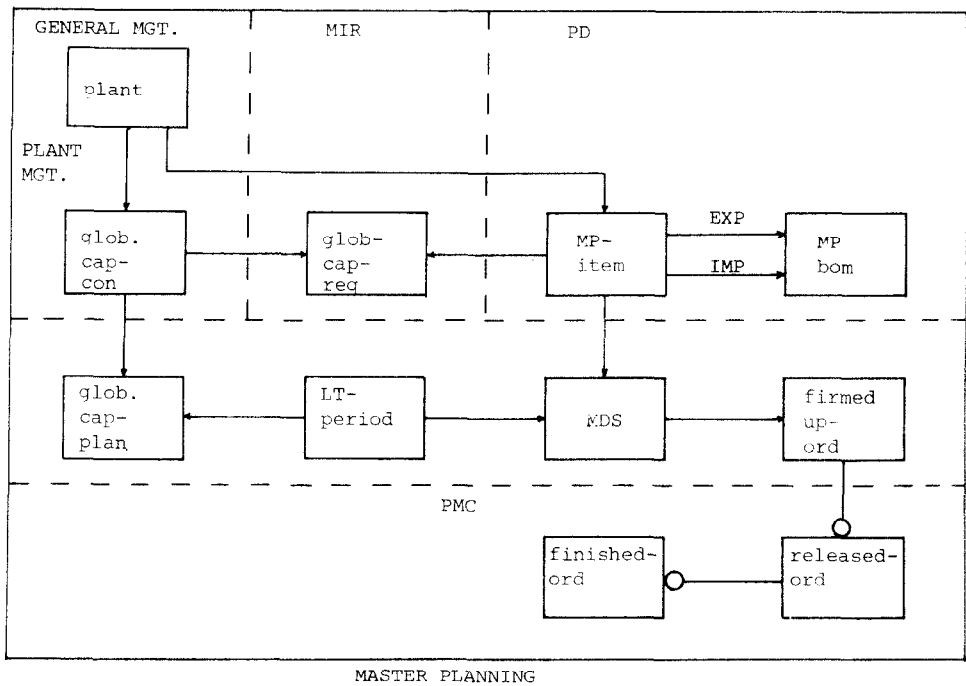 GENERAL MGT.
MIR
PD
plant
PLANT
MGT.
glob.
cap-
con
glob-
cap-
req
MP-
item
EXP
IMP
MP
bom
glob.
cap-
plan
LT-
period
MDS
firmed
up-
ord
PMC
finished-
ord
released-
ord
MASTER PLANNING